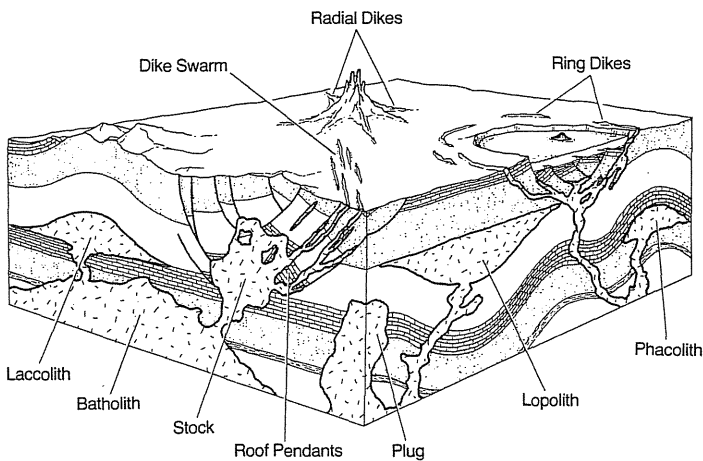 Radial Dikes
Dike Swarm
Ring Dikes
Laccolith
Batholith
Stock
Roof Pendants
Plug
Lopolith
Phacolith